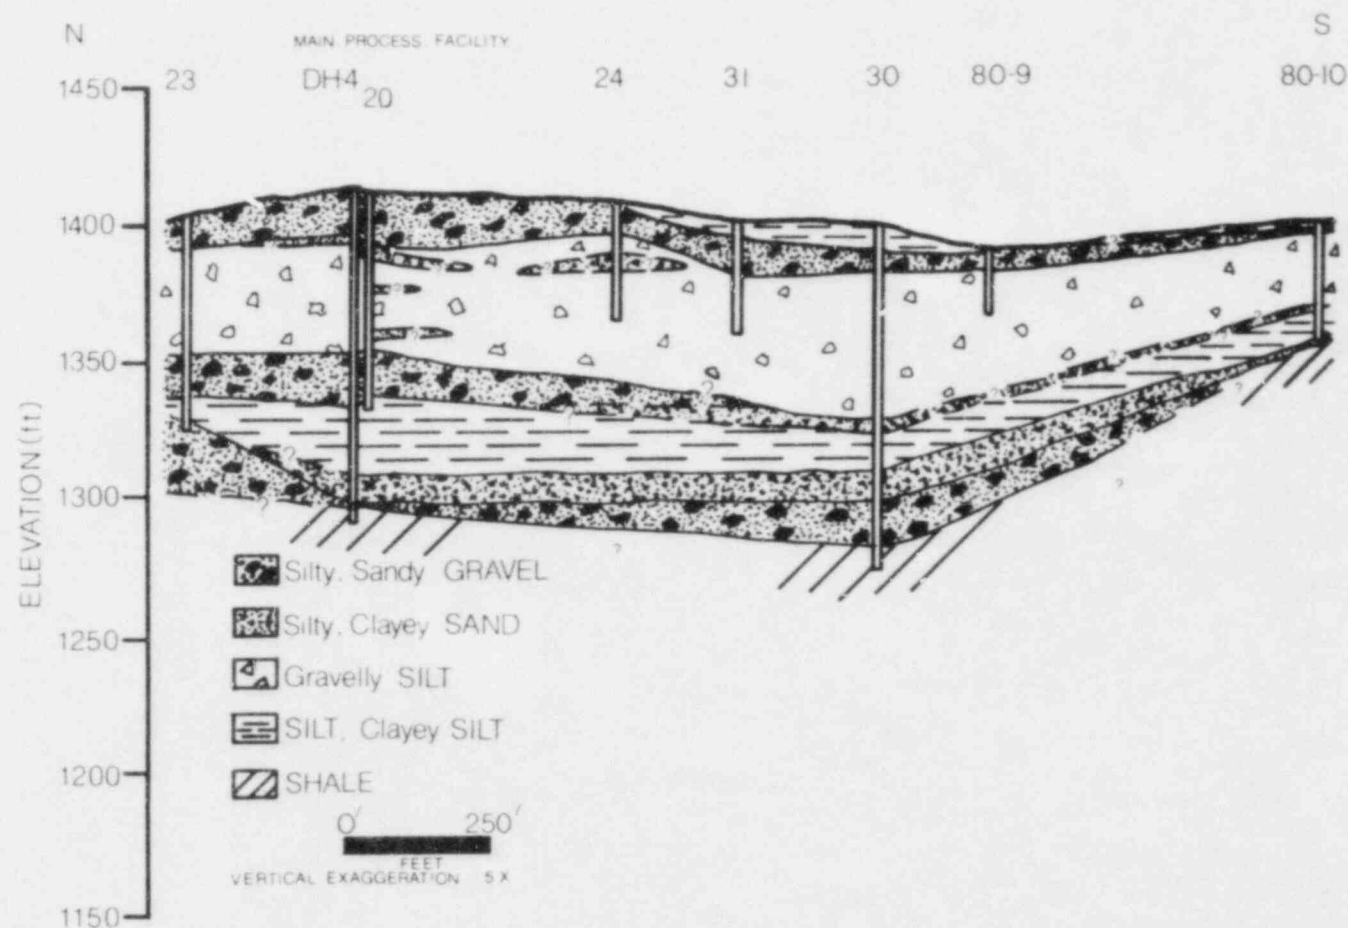 N
S
MAIN PROCESS FACILITY
23 DH4 20 24 31 30 80-9 80-10
1450
1400
1350
1300
1250
1200
1150
ELEVATION (ft)
? ? ? ? ? ? ? ? ? ? ? ?
Silty, Sandy GRAVEL
Silty, Clayey SAND
Gravelly SILT
SILT, Clayey SILT
SHALE
0' 250'
FEET
VERTICAL EXAGGERATION 5X